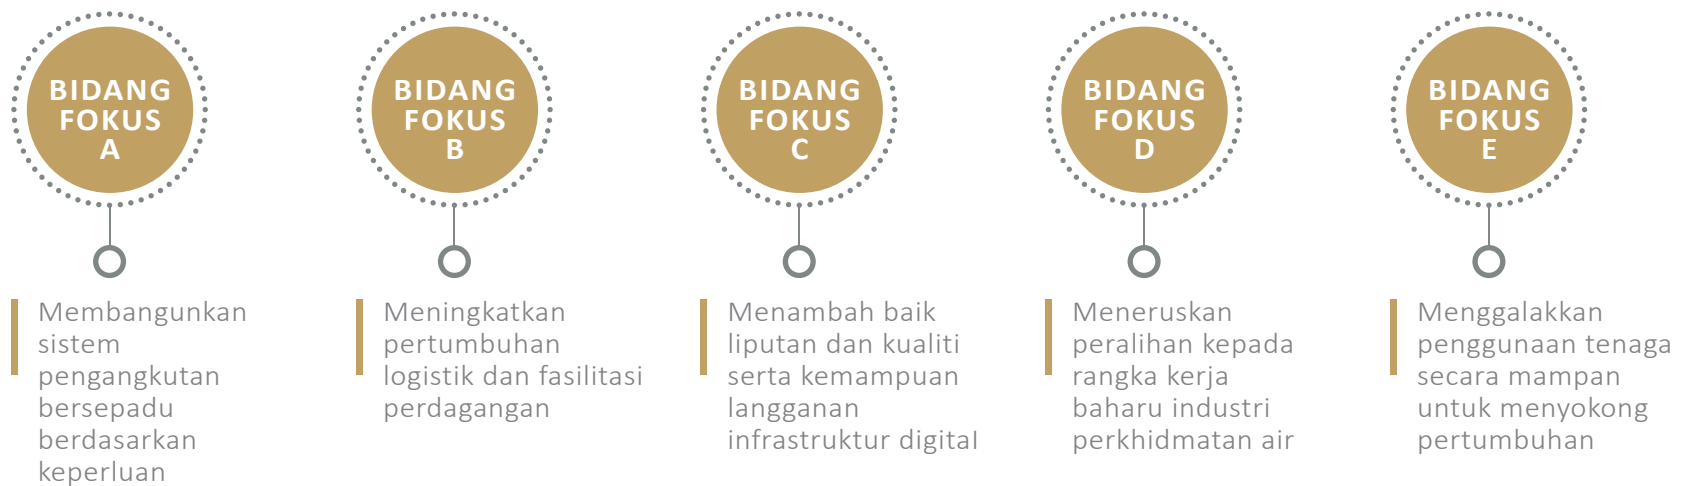 BIDANG
FOKUS
A
Membangunkan
sistem
pengangkutan
bersepadu
berdasarkan
keperluan
BIDANG
FOKUS
B
Meningkatkan
pertumbuhan
logistik dan fasilitasi
perdagangan
BIDANG
FOKUS
C
Menambah baik
liputan dan kualiti
serta kemampuan
langganan
infrastruktur digital
BIDANG
FOKUS
D
Meneruskan
peralihan kepada
rangka kerja
baharu industri
perkhidmatan air
BIDANG
FOKUS
E
Menggalakkan
penggunaan tenaga
secara mampan
untuk menyokong
pertumbuhan